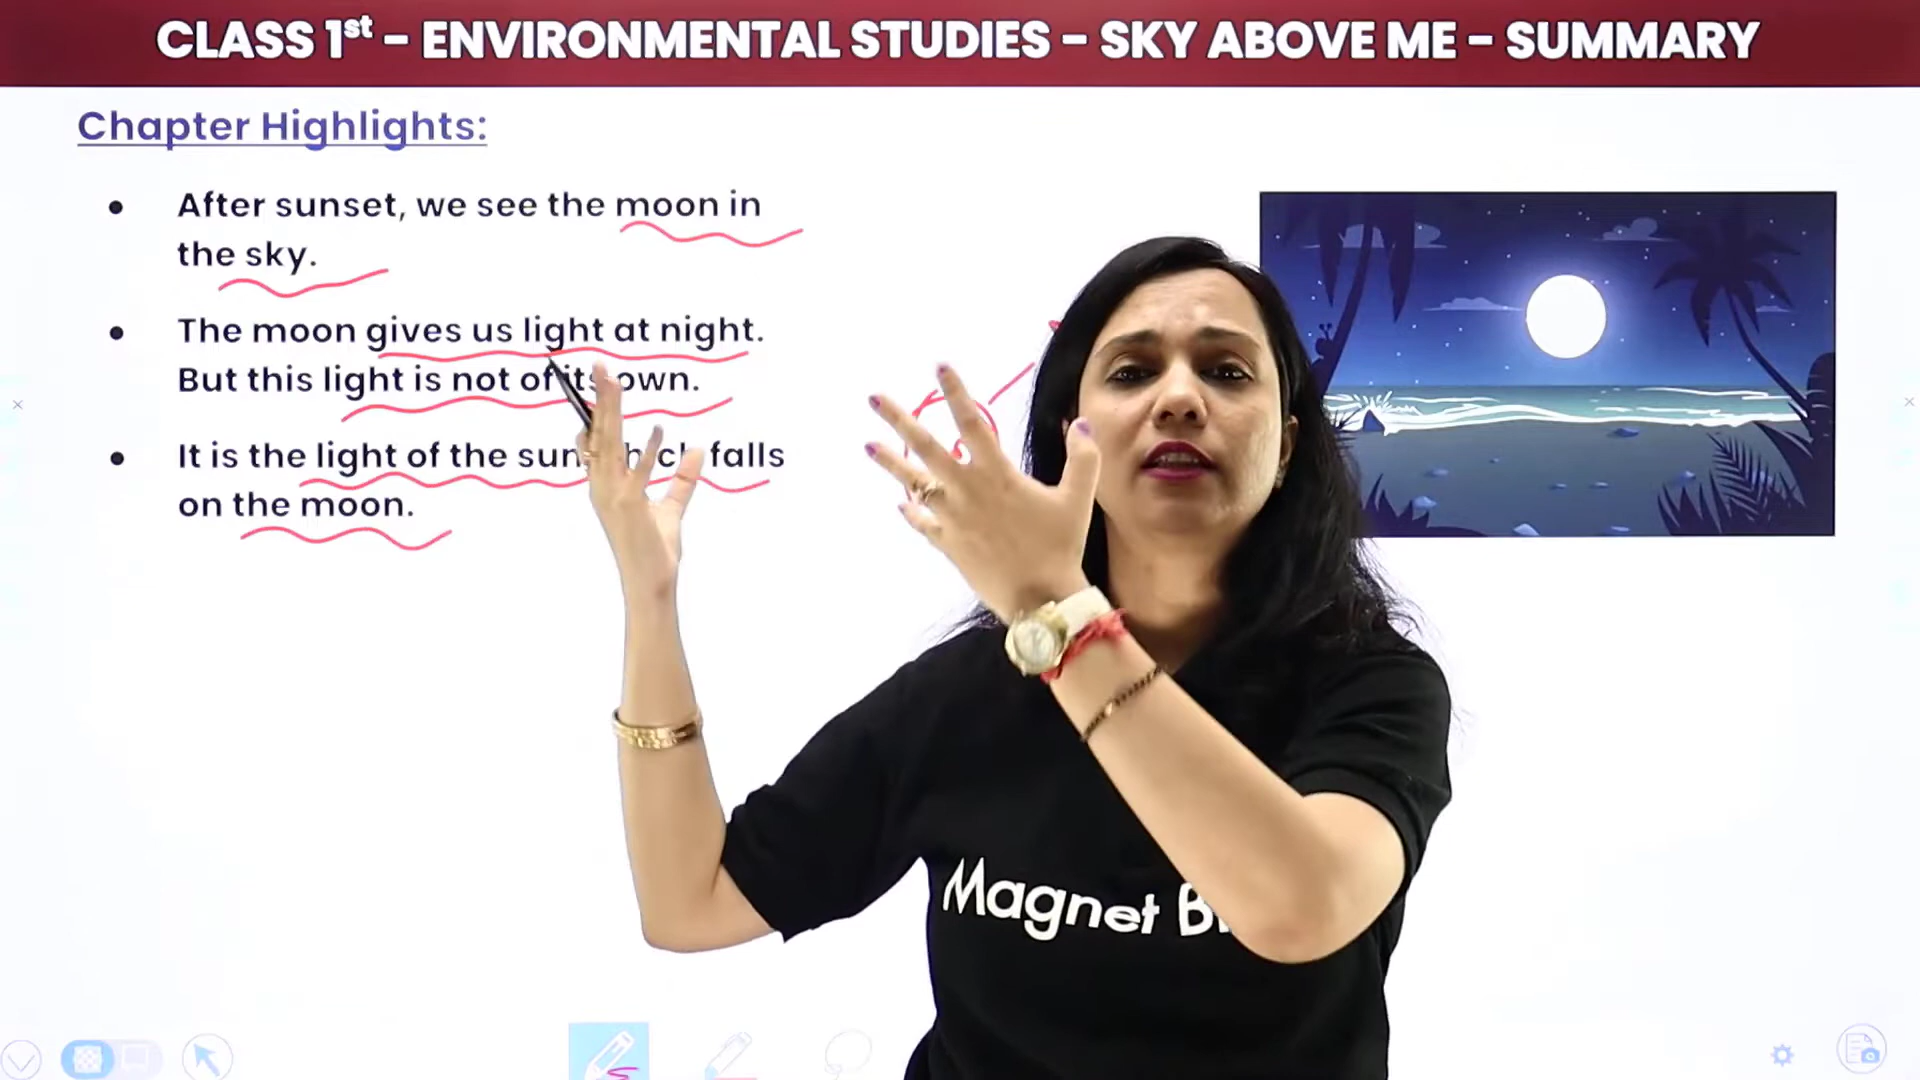 CLASS 1st – ENVIRONMENTAL STUDIES – SKY ABOVE ME – SUMMARY
Chapter Highlights:
• After sunset, we see the moon in
the sky.
• The moon gives us light at night.
But this light is not of its own.
• It is the light of the sun which falls
on the moon.
Magnet